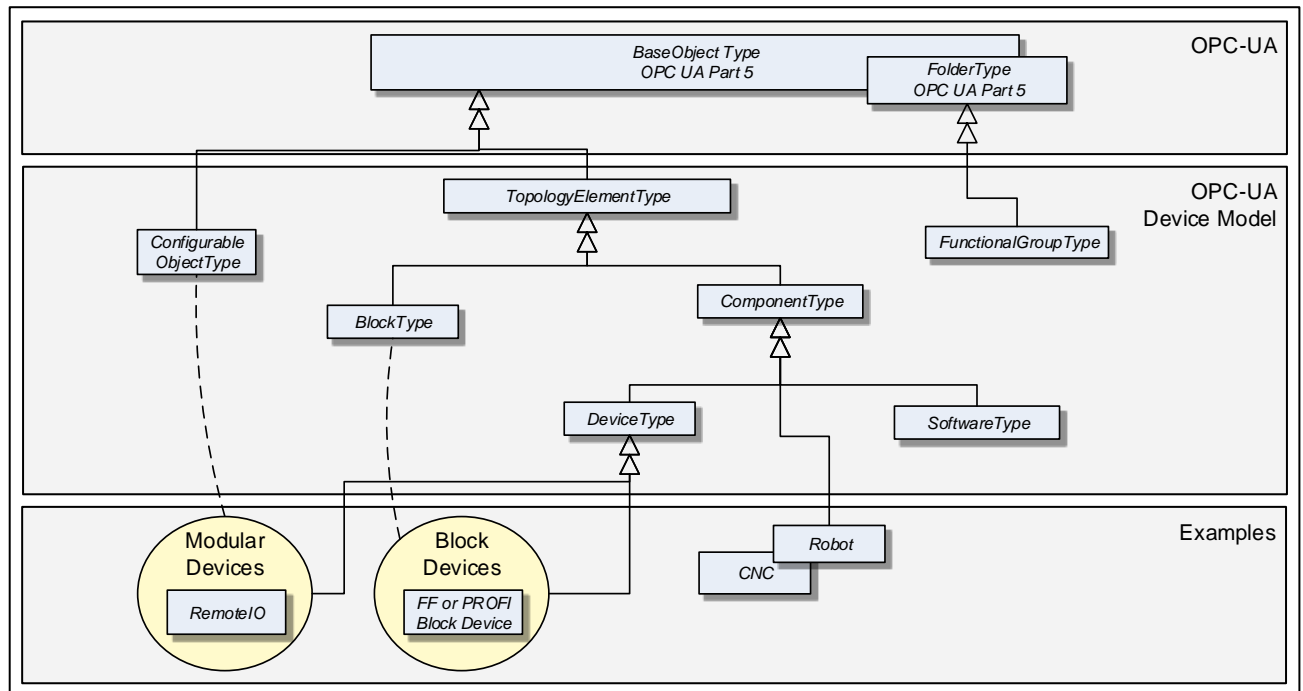 BaseObject Type
OPC UA Part 5
FolderType
OPC UA Part 5
OPC-UA
TopologyElementType
OPC-UA
Device Model
Configurable
ObjectType
FunctionalGroupType
BlockType
ComponentType
DeviceType
SoftwareType
Modular
Devices
RemoteIO
Block
Devices
FF or PROFI
Block Device
Robot
CNC
Examples